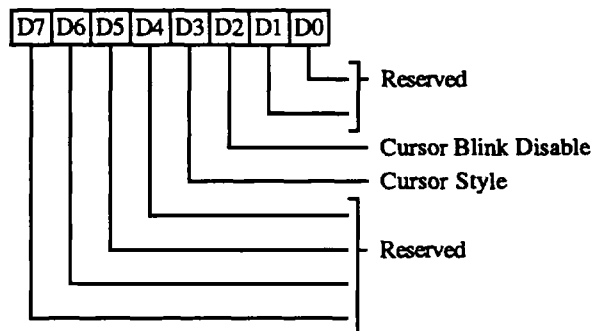 D7 D6 D5 D4 D3 D2 D1 D0
Reserved
Cursor Blink Disable
Cursor Style
Reserved